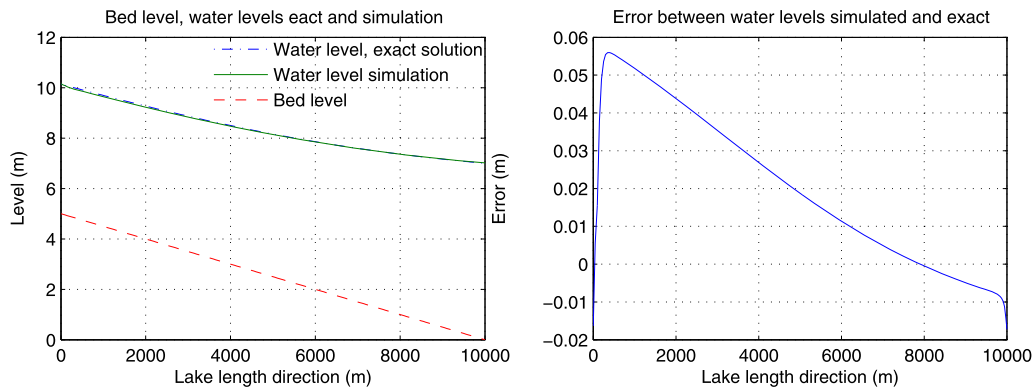 Bed level, water levels eact and simulation
12
10
8
6
4
2
0
Level (m)
Water level, exact solution
Water level simulation
Bed level
0 2000 4000 6000 8000 10000
Lake length direction (m)
Error between water levels simulated and exact
0.06
0.05
0.04
0.03
0.02
0.01
0
−0.01
−0.02
Error (m)
0 2000 4000 6000 8000 10000
Lake length direction (m)